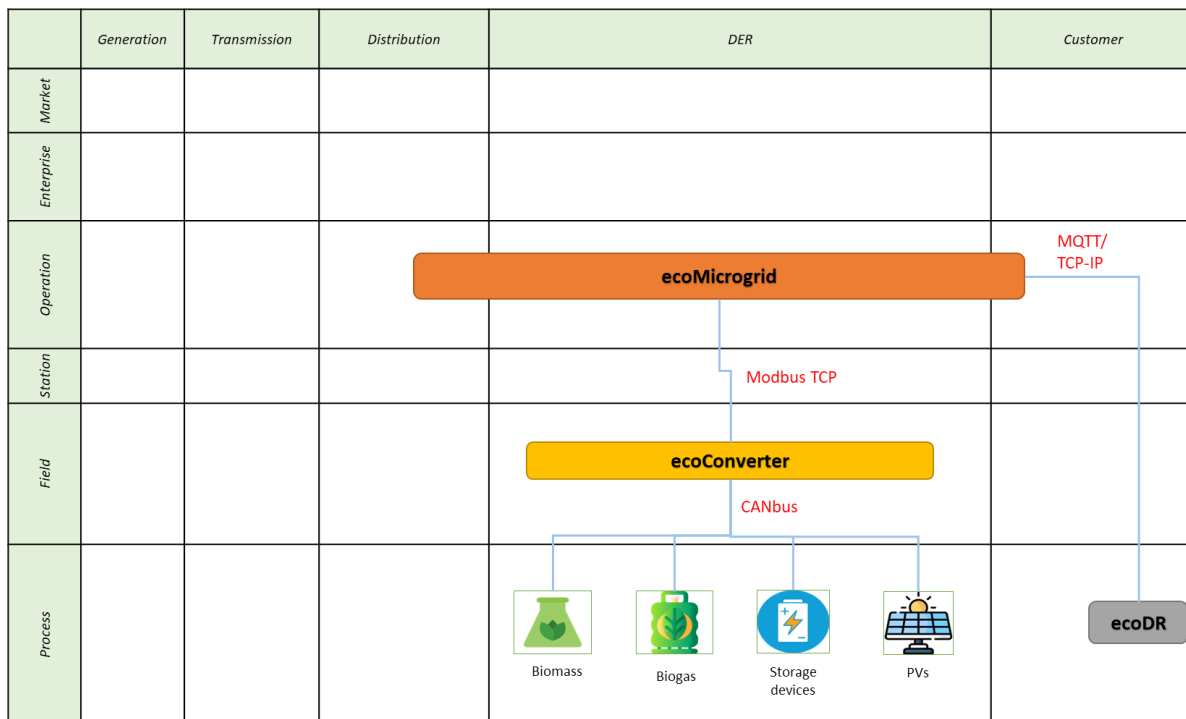 Generation
Transmission
Distribution
DER
Customer
Market
Enterprise
Operation
MQTT/
TCP-IP
ecoMicrogrid
Station
Modbus TCP
Field
ecoConverter
CANbus
Process
Biomass
Biogas
Storage
devices
PVs
ecoDR